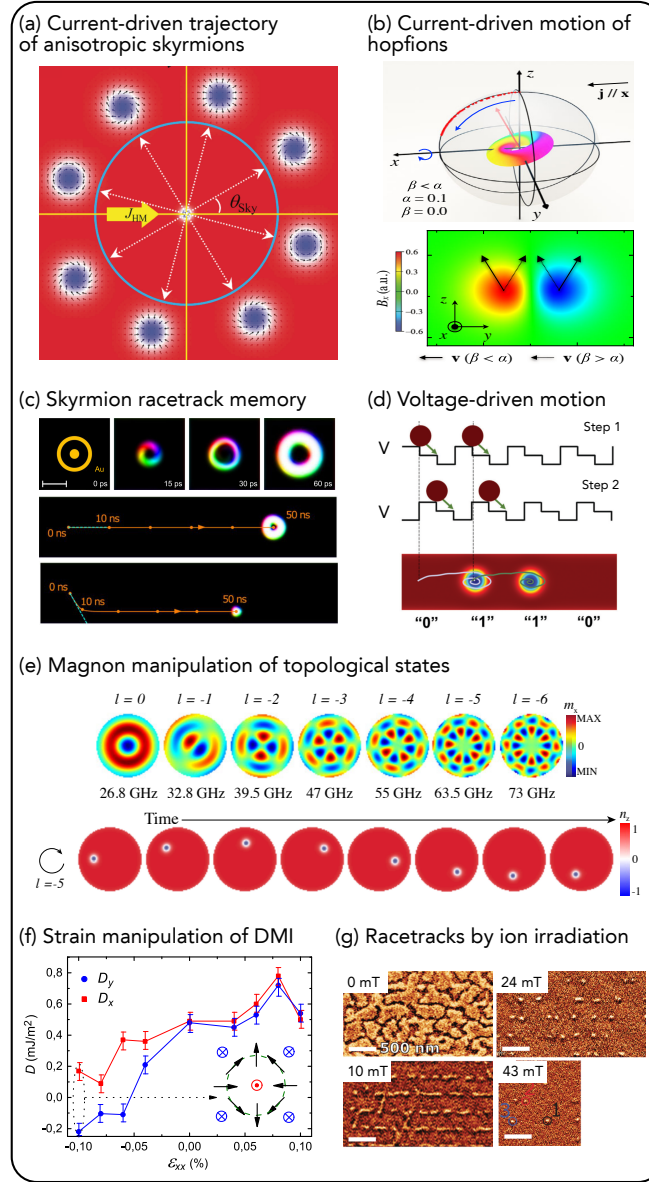 (a) Current-driven trajectory
of anisotropic skyrmions
J_HM
θ_Sky
(b) Current-driven motion of
hopfions
z
j // x
x
β < α
α = 0.1
β = 0.0
y
B_x (a.u.)
0.6
0.3
0.0
−0.3
−0.6
z
x
y
v (β < α)
v (β > α)
(c) Skyrmion racetrack memory
Au
0 ps
15 ps
30 ps
60 ps
0 ns
10 ns
50 ns
0 ns
10 ns
50 ns
(d) Voltage-driven motion
Step 1
V
Step 2
V
“0” “1” “1” “0”
(e) Magnon manipulation of topological states
l = 0 l = -1 l = -2 l = -3 l = -4 l = -5 l = -6
m_x
MAX
0
MIN
26.8 GHz 32.8 GHz 39.5 GHz 47 GHz 55 GHz 63.5 GHz 73 GHz
Time
n_z
1
0
-1
l=-5
(f) Strain manipulation of DMI
D_y
D_x
D (mJ/m²)
0,8
0,6
0,4
0,2
0,0
-0,2
-0,10 -0,05 0,00 0,05 0,10
ε_xx (%)
(g) Racetracks by ion irradiation
0 mT
500 nm
24 mT
10 mT
43 mT
1